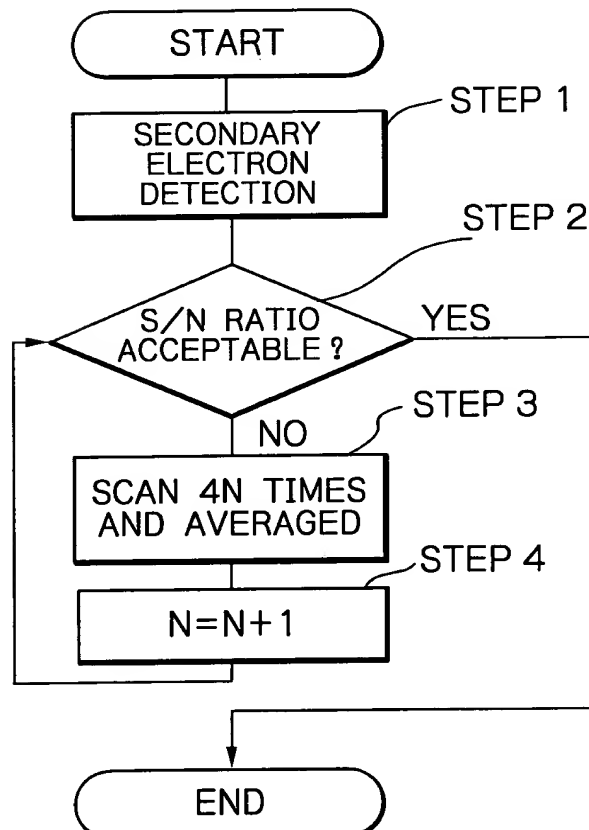 START
STEP 1
SECONDARY
ELECTRON
DETECTION
STEP 2
S/N RATIO
ACCEPTABLE?
YES
NO
STEP 3
SCAN 4N TIMES
AND AVERAGED
STEP 4
N=N+1
END